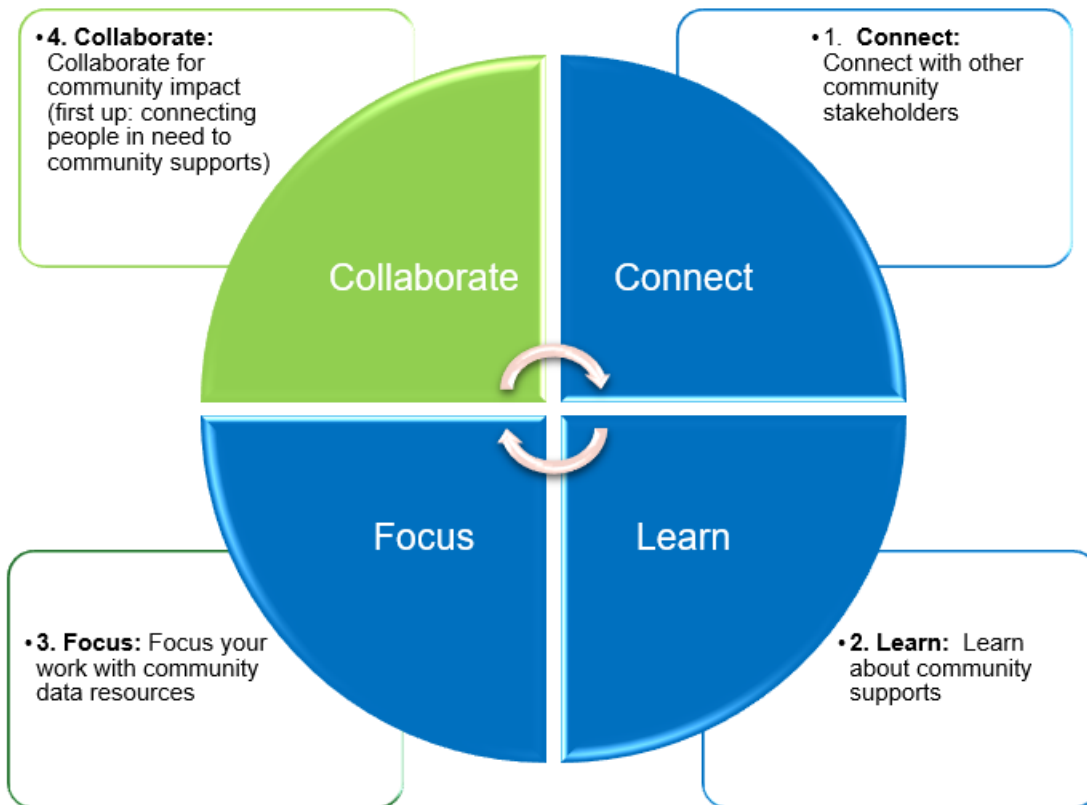 • 4. Collaborate:
Collaborate for
community impact
(first up: connecting
people in need to
community supports)
• 1. Connect:
Connect with other
community
stakeholders
Collaborate
Connect
Focus
Learn
• 3. Focus: Focus your
work with community
data resources
• 2. Learn: Learn
about community
supports